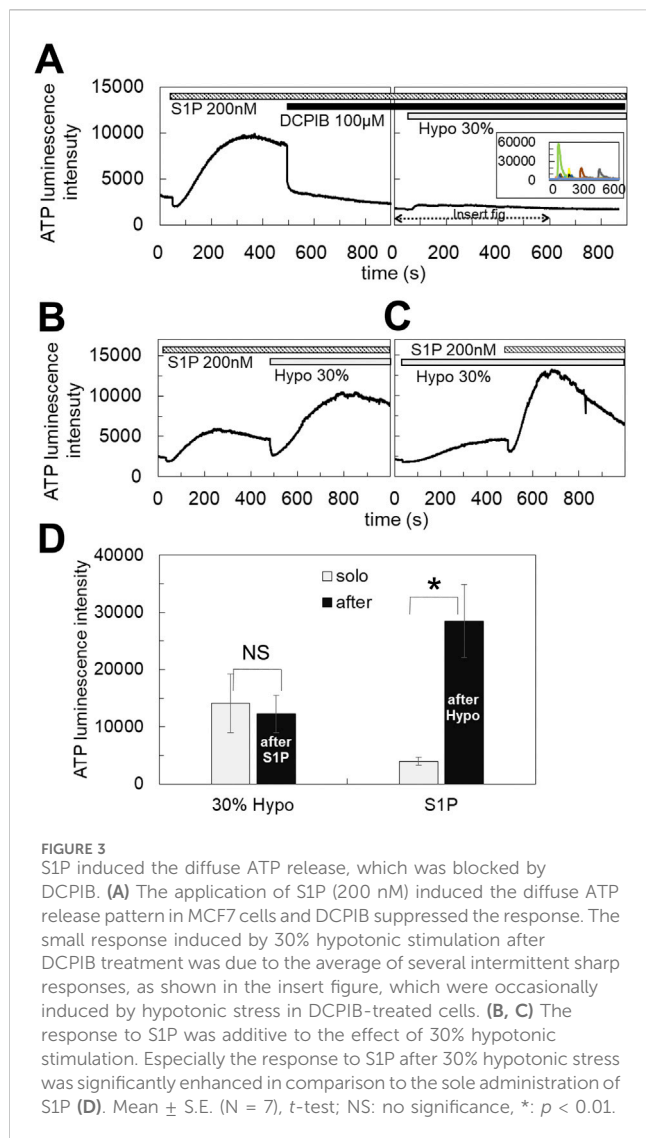 A
15000
10000
5000
0
ATP luminescence
intensuty
S1P 200nM
DCPIB 100μM
Hypo 30%
60000
30000
0
0 300 600
Insert fig
0 200 400 600 800 0 200 400 600 800
time (s) time (s)
B
C
15000
10000
5000
0
ATP luminescence
intensuty
S1P 200nM
Hypo 30%
S1P 200nM
Hypo 30%
0 200 400 600 800 0 200 400 600 800
time (s) time (s)
D
40000
30000
20000
10000
0
ATP luminescence intensity
solo
after
NS
*
after
S1P
after
Hypo
30% Hypo S1P
FIGURE 3
S1P induced the diffuse ATP release, which was blocked by
DCPIB. (A) The application of S1P (200 nM) induced the diffuse ATP
release pattern in MCF7 cells and DCPIB suppressed the response. The
small response induced by 30% hypotonic stimulation after
DCPIB treatment was due to the average of several intermittent sharp
responses, as shown in the insert figure, which were occasionally
induced by hypotonic stress in DCPIB-treated cells. (B, C) The
response to S1P was additive to the effect of 30% hypotonic
stimulation. Especially the response to S1P after 30% hypotonic stress
was significantly enhanced in comparison to the sole administration of
S1P (D). Mean ± S.E. (N = 7), t-test; NS: no significance, *: p < 0.01.